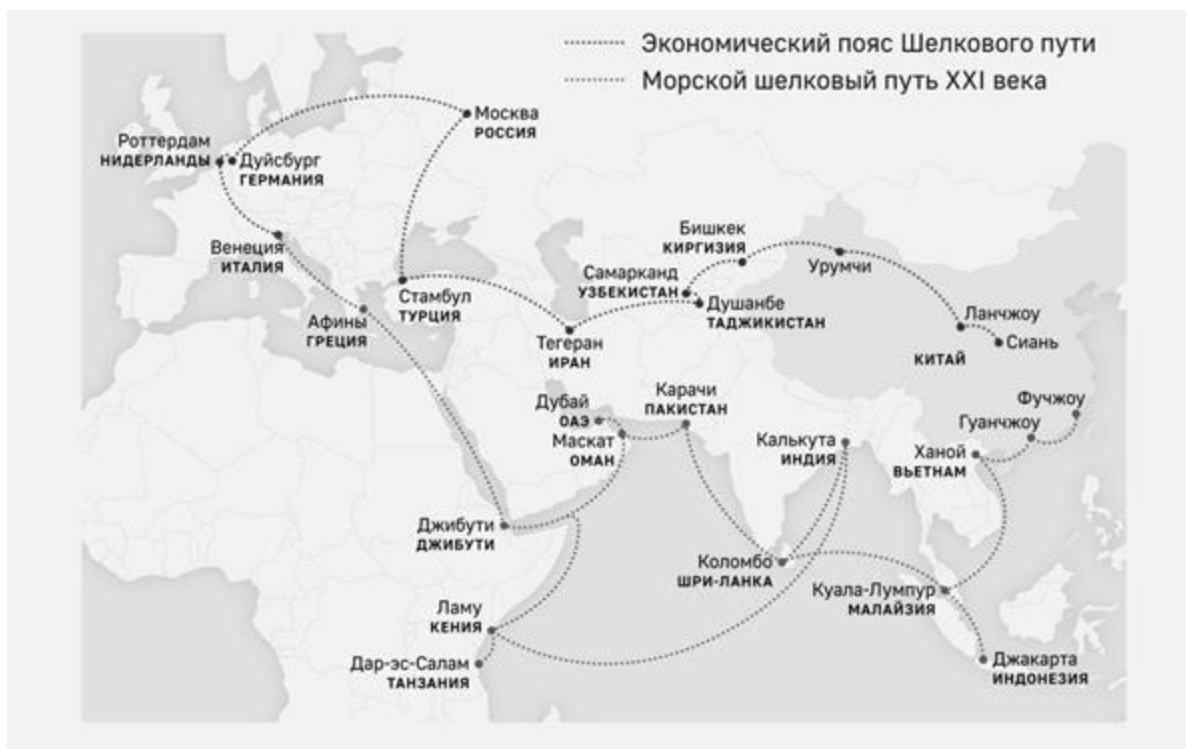 Экономический пояс Шелкового пути
Морской шелковый путь XXI века
Москва
РОССИЯ
Роттердам
НИДЕРЛАНДЫ
Дуйсбург
ГЕРМАНИЯ
Венеция
ИТАЛИЯ
Бишкек
КИРГИЗИЯ
Урумчи
Самарканд
УЗБЕКИСТАН
Душанбе
ТАДЖИКИСТАН
Стамбул
ТУРЦИЯ
Афины
ГРЕЦИЯ
Тегеран
ИРАН
Ланчжоу
Сиань
КИТАЙ
Дубай
ОАЭ
Маскат
ОМАН
Карачи
ПАКИСТАН
Калькута
ИНДИЯ
Фучжоу
Гуанчжоу
Ханой
ВЬЕТНАМ
Джибути
ДЖИБУТИ
Коломбо
ШРИ-ЛАНКА
Куала-Лумпур
МАЛАЙЗИЯ
Ламу
КЕНИЯ
Дар-эс-Салам
ТАНЗАНИЯ
Джакарта
ИНДОНЕЗИЯ